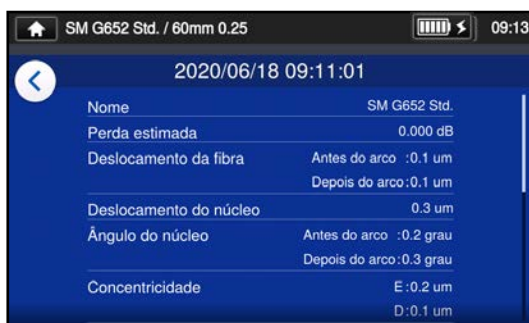 SM G652 Std. / 60mm 0.25 09:13
2020/06/18 09:11:01
Nome SM G652 Std.
Perda estimada 0.000 dB
Deslocamento da fibra Antes do arco :0.1 um
Depois do arco:0.1 um
Deslocamento do núcleo 0.3 um
Ângulo do núcleo Antes do arco :0.2 grau
Depois do arco:0.3 grau
Concentricidade E:0.2 um
D:0.1 um